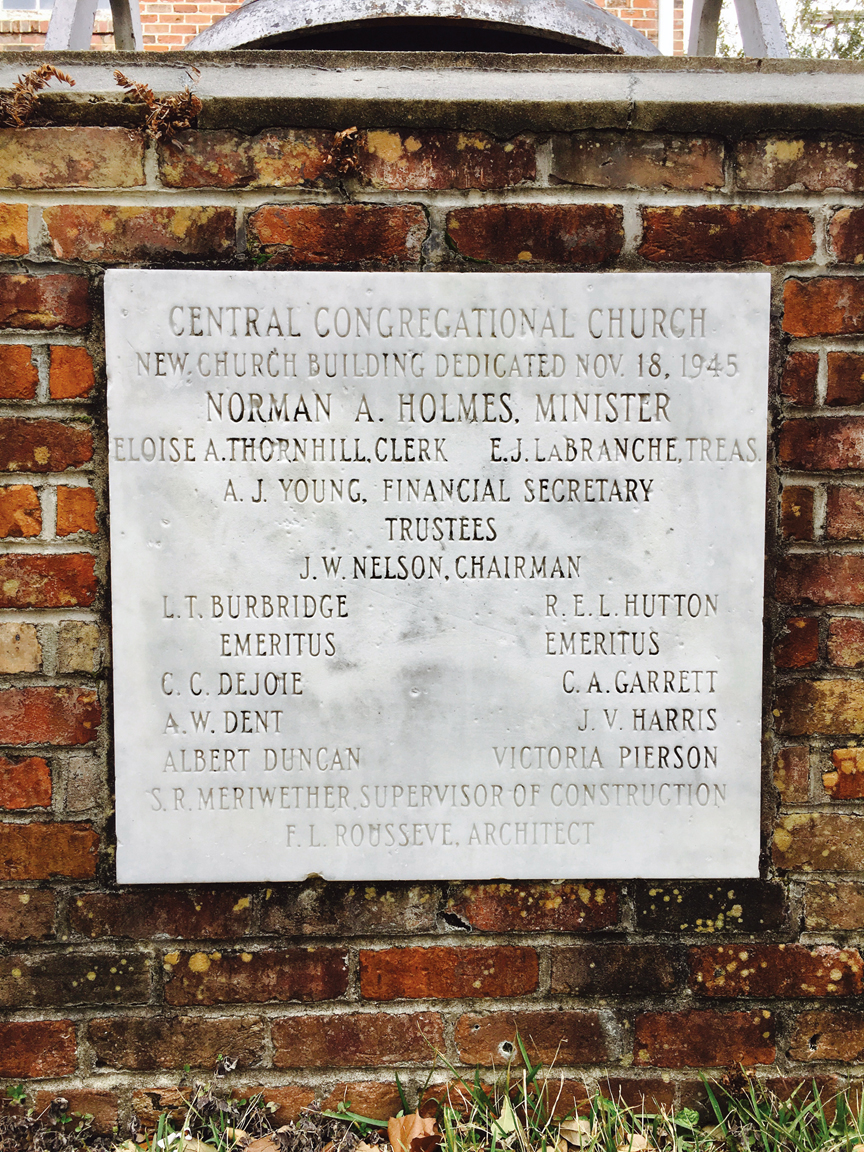 CENTRAL CONGREGATIONAL CHURCH
NEW CHURCH BUILDING DEDICATED NOV. 18, 1945
NORMAN A. HOLMES, MINISTER
ELOISE A. THORNHILL, CLERK E.J. LABRANCHE, TREAS.
A. J. YOUNG, FINANCIAL SECRETARY
TRUSTEES
J. W. NELSON, CHAIRMAN
L. T. BURBRIDGE R. E. L. HUTTON
EMERITUS EMERITUS
C. C. DEJOIE C. A. GARRETT
A. W. DENT J. V. HARRIS
ALBERT DUNCAN VICTORIA PIERSON
S. R. MERIWETHER, SUPERVISOR OF CONSTRUCTION
F. L. ROUSSEVE, ARCHITECT